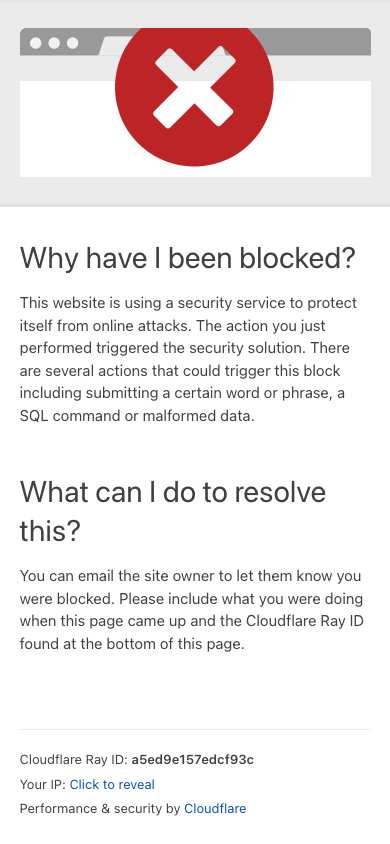 Why have I been blocked?
This website is using a security service to protect
itself from online attacks. The action you just
performed triggered the security solution. There
are several actions that could trigger this block
including submitting a certain word or phrase, a
SQL command or malformed data.
What can I do to resolve
this?
You can email the site owner to let them know you
were blocked. Please include what you were doing
when this page came up and the Cloudflare Ray ID
found at the bottom of this page.
Cloudflare Ray ID: a5ed9e157edcf93c
Your IP: Click to reveal
Performance & security by Cloudflare